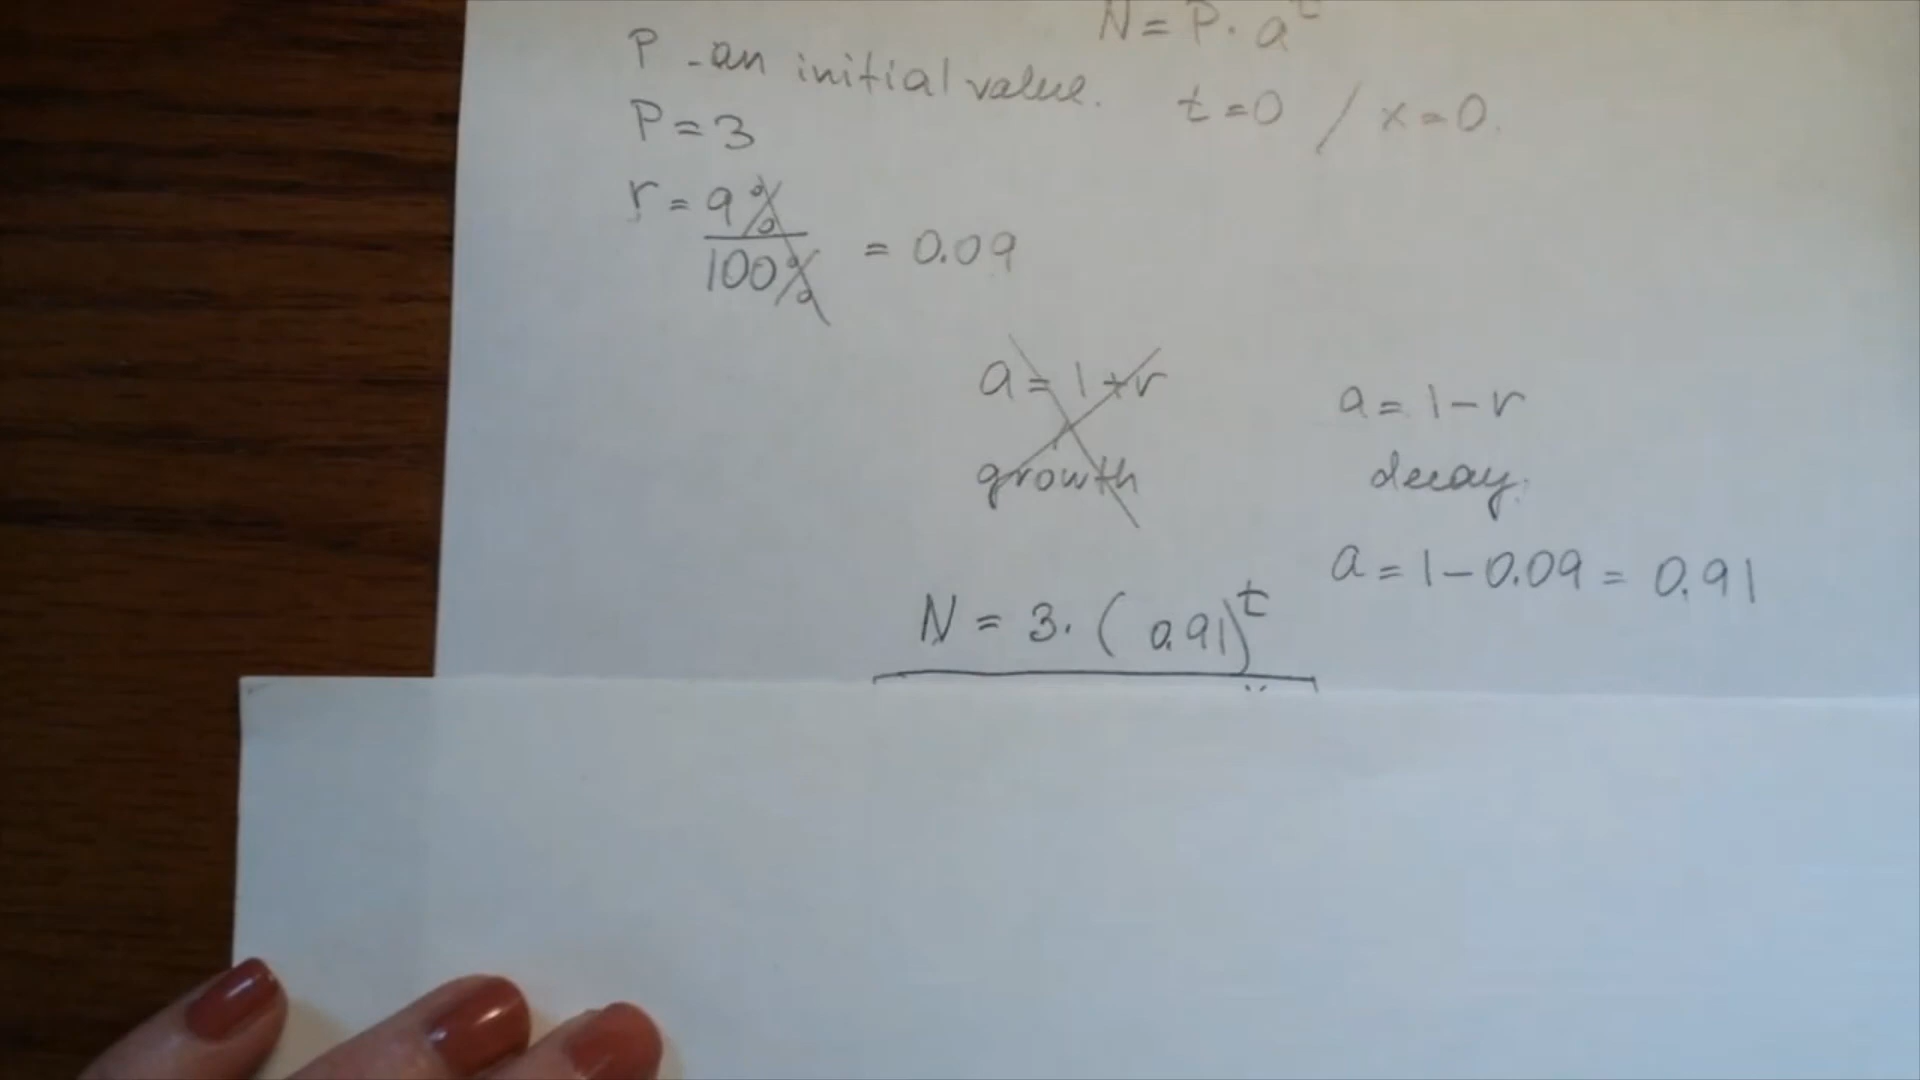 N = P · a^t
P - an initial value. t = 0 / x = 0.
P = 3
r = 9% / 100% = 0.09
a = 1 + r
growth
a = 1 - r
decay.
a = 1 - 0.09 = 0.91
N = 3 · (0.91)^t